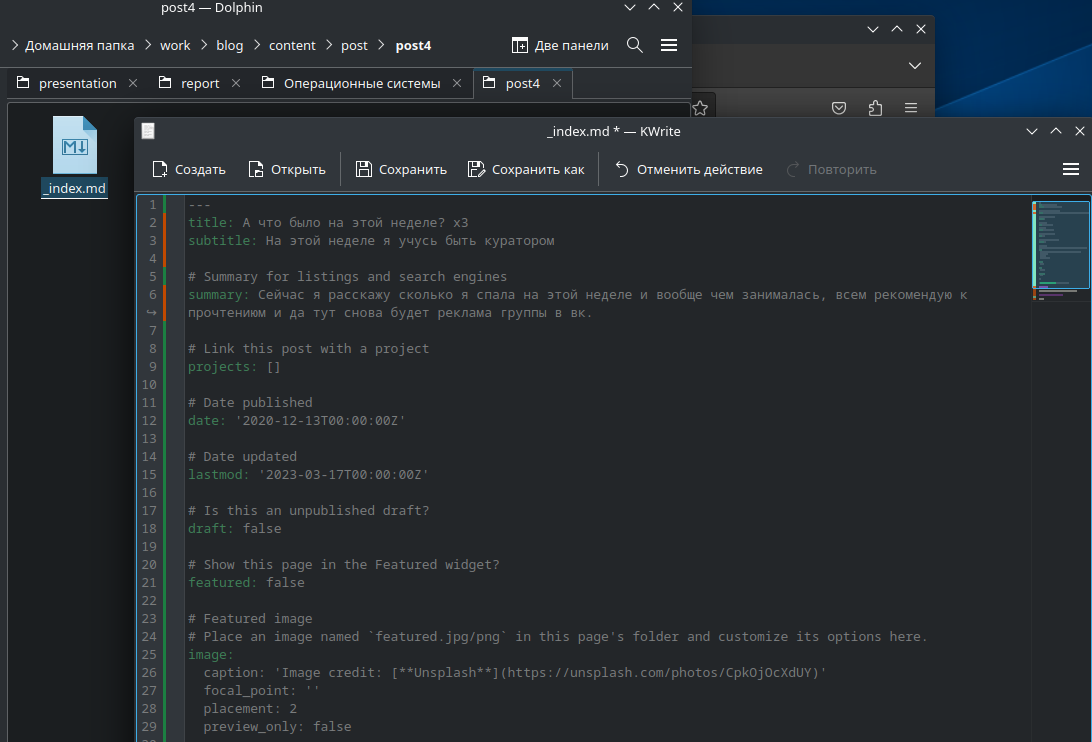 post4 — Dolphin
Домашняя папка work blog content post post4 Две панели
presentation report Операционные системы post4
_index.md
_index.md * — KWrite
Создать Открыть Сохранить Сохранить как Отменить действие Повторить
1 ---
2 title: А что было на этой неделе? x3
3 subtitle: На этой неделе я учусь быть куратором
4
5 # Summary for listings and search engines
6 summary: Сейчас я расскажу сколько я спала на этой неделе и вообще чем занималась, всем рекомендую к
прочтениюм и да тут снова будет реклама группы в вк.
7
8 # Link this post with a project
9 projects: []
10
11 # Date published
12 date: '2020-12-13T00:00:00Z'
13
14 # Date updated
15 lastmod: '2023-03-17T00:00:00Z'
16
17 # Is this an unpublished draft?
18 draft: false
19
20 # Show this page in the Featured widget?
21 featured: false
22
23 # Featured image
24 # Place an image named `featured.jpg/png` in this page's folder and customize its options here.
25 image:
26 caption: 'Image credit: [**Unsplash**](https://unsplash.com/photos/CpkOjOcXdUY)'
27 focal_point: ''
28 placement: 2
29 preview_only: false